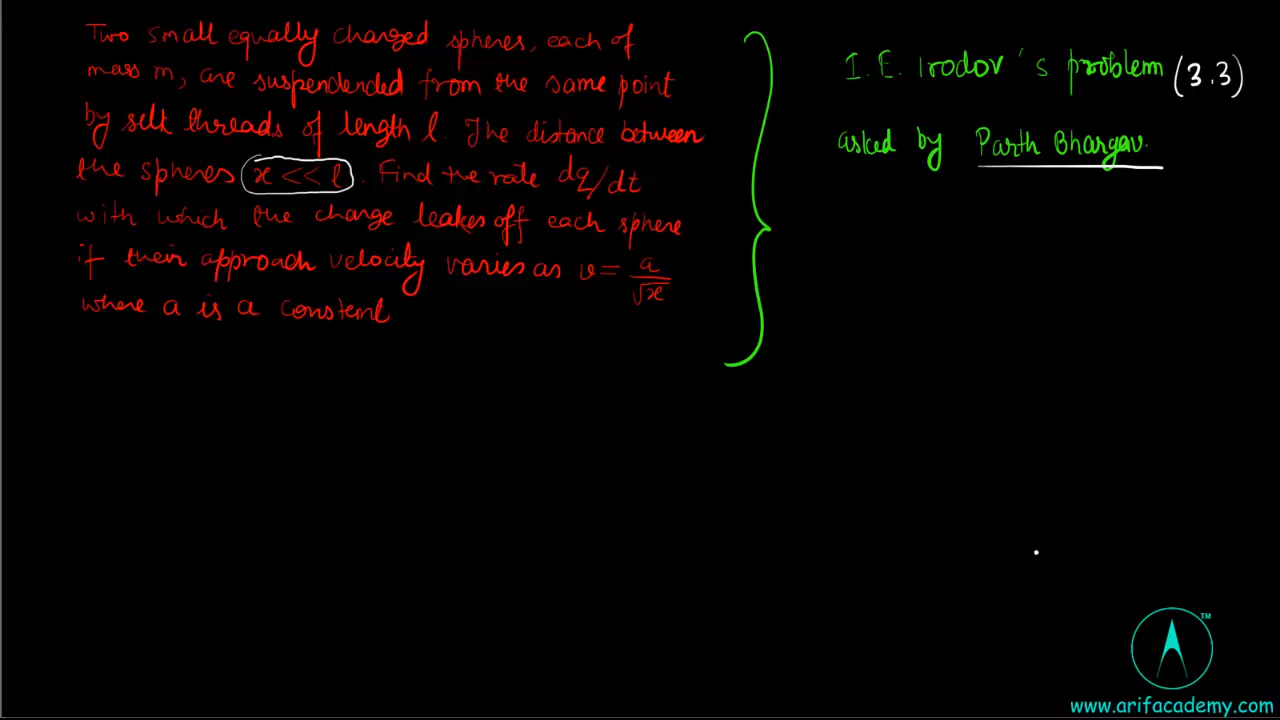 Two small equally charged spheres, each of
mass m, are suspendended from the same point
by silk threads of length l. The distance between
the spheres x << l. Find the rate dq/dt
with which the charge leakes off each sphere
if their approach velocity varies as v = a/√x
where a is a constant
I. E. Irodov's problem (3.3)
asked by Parth Bhargav.
TM
www.arifacademy.com